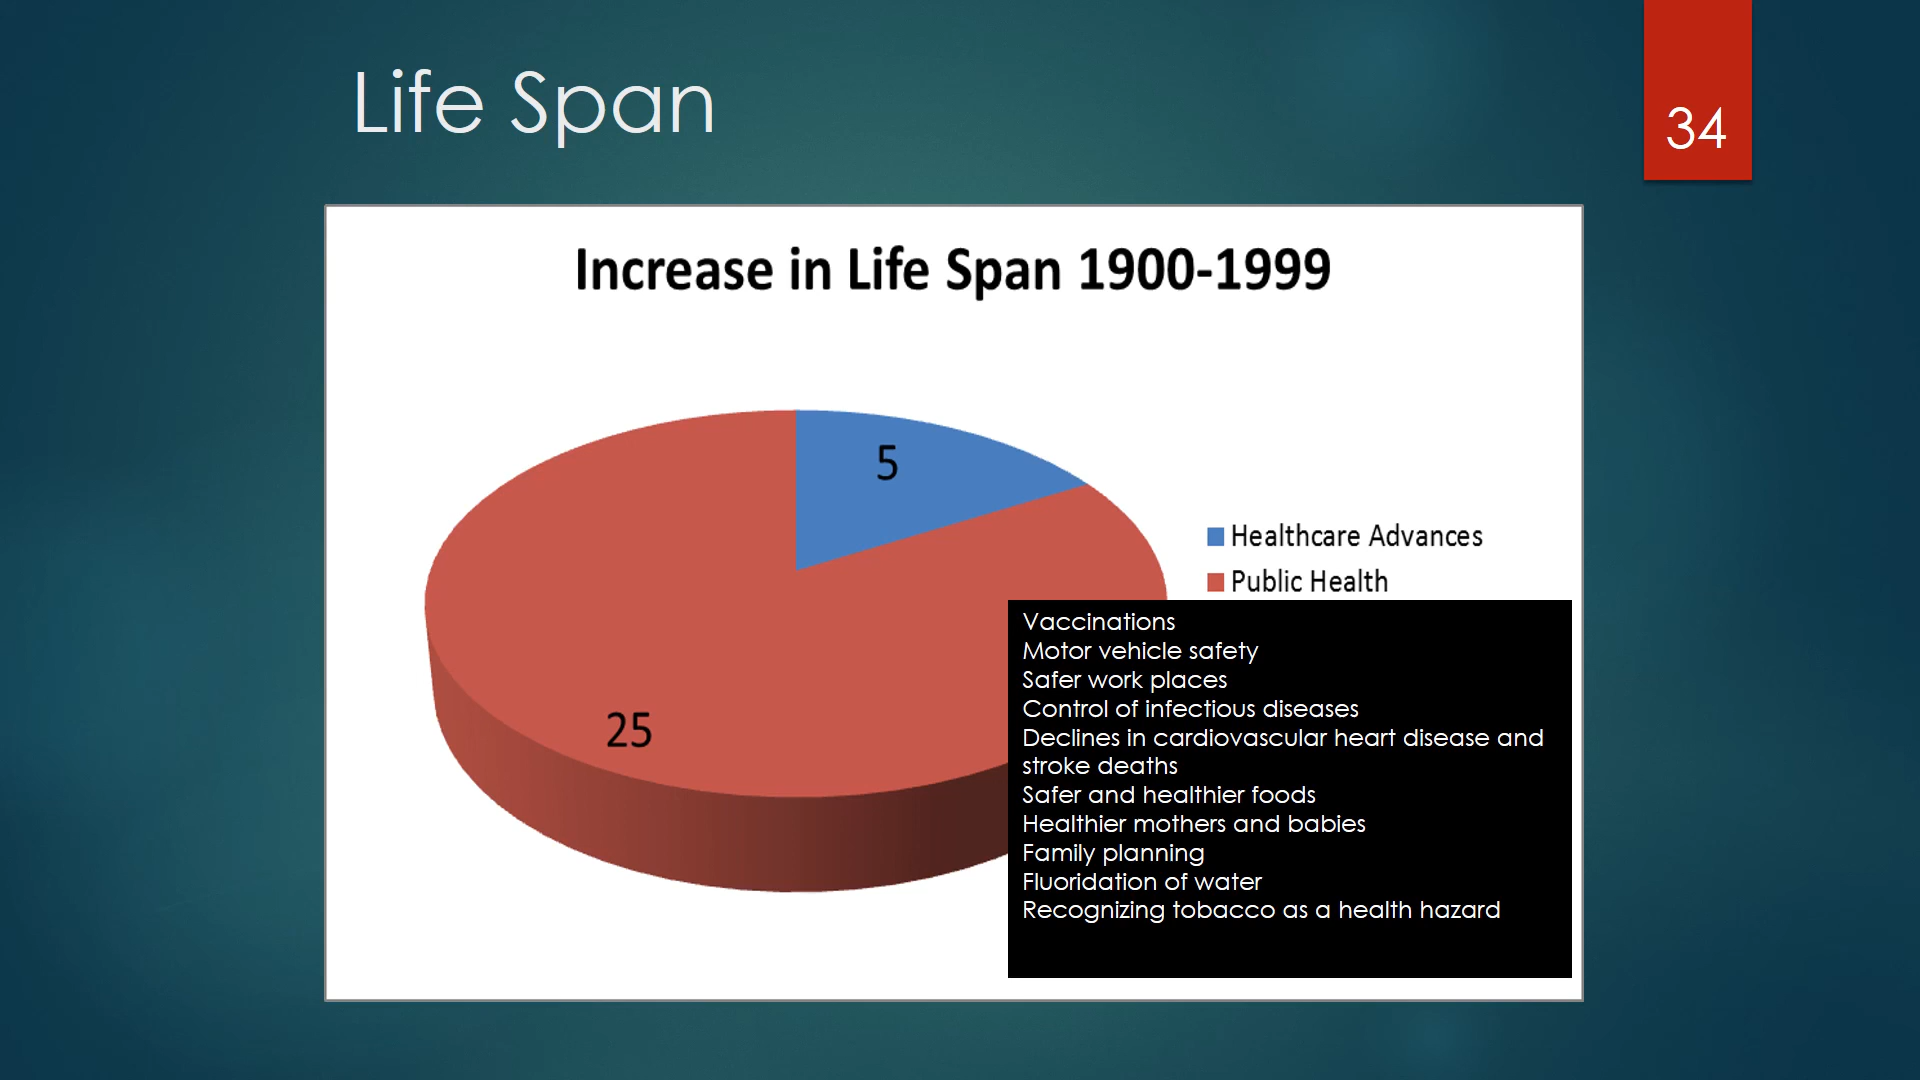 Life Span
34
Increase in Life Span 1900-1999
5
25
Healthcare Advances
Public Health
Vaccinations
Motor vehicle safety
Safer work places
Control of infectious diseases
Declines in cardiovascular heart disease and
stroke deaths
Safer and healthier foods
Healthier mothers and babies
Family planning
Fluoridation of water
Recognizing tobacco as a health hazard